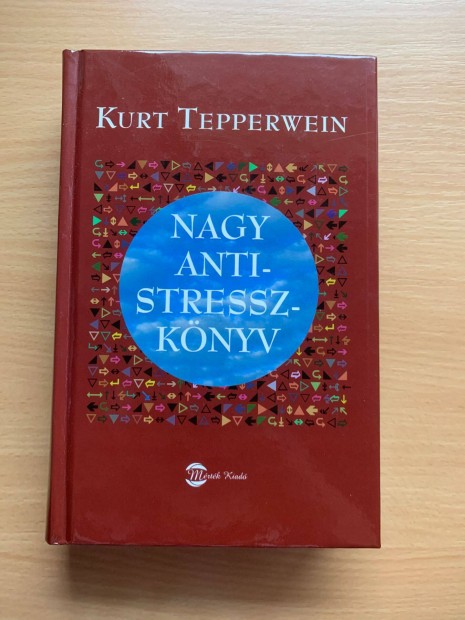 KURT TEPPERWEIN
NAGY
ANTI-
STRESSZ-
KÖNYV
Mérték Kiadó